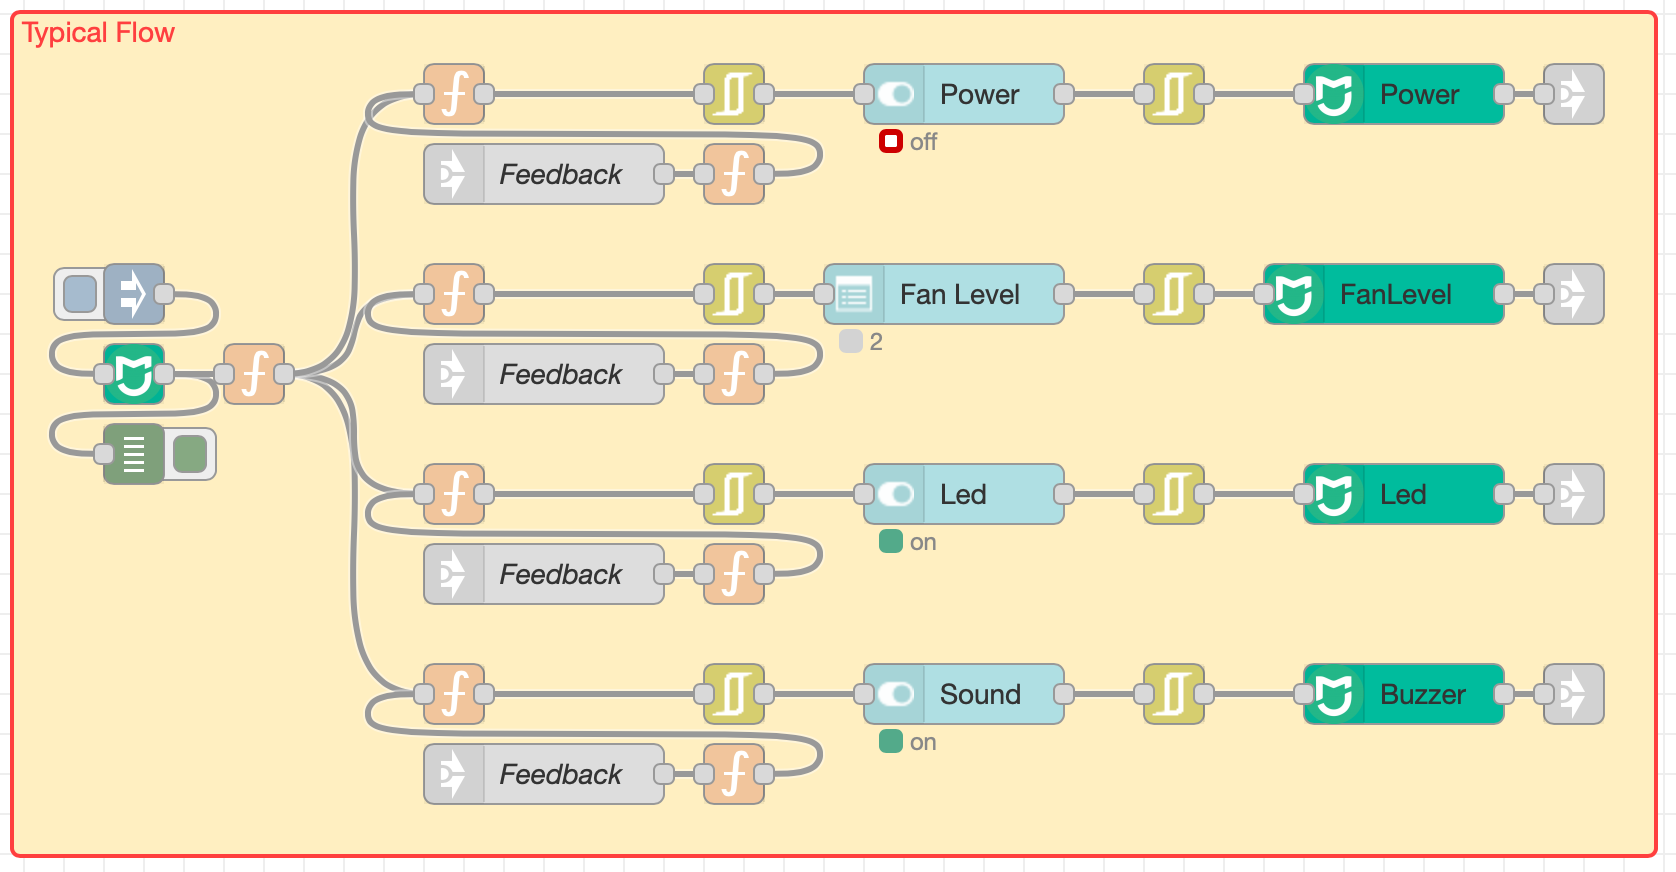 Typical Flow
Power
Power
off
Feedback
Fan Level
FanLevel
2
Feedback
Led
Led
on
Feedback
Sound
Buzzer
on
Feedback